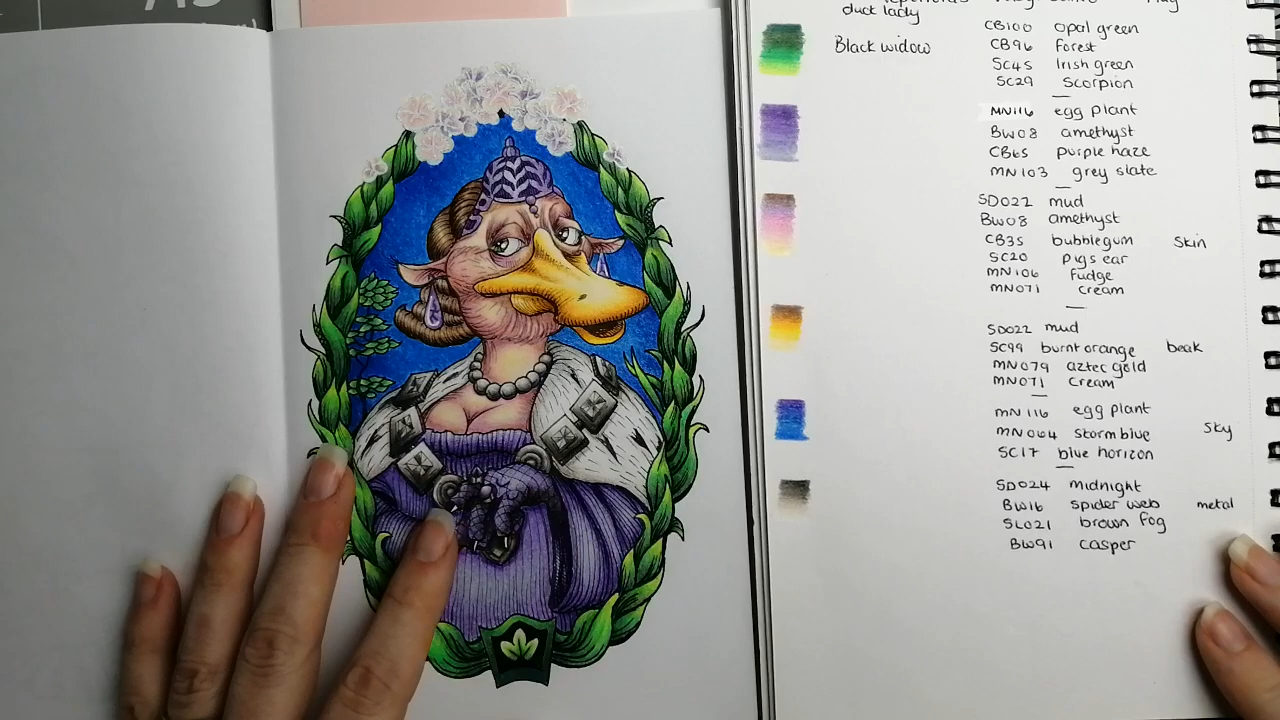 duck lady
Black widow
CB100 opal green
CB96 forest
SC45 Irish green
SC29 Scorpion
MN116 egg plant
BW08 amethyst
CB65 purple haze
MN103 grey slate
SD022 mud
BW08 amethyst
CB35 bubblegum Skin
SC20 pigs ear
MN106 fudge
MN071 cream
SD022 mud
SC99 burnt orange beak
MN079 aztec gold
MN071 cream
MN116 egg plant
MN064 storm blue Sky
SC17 blue horizon
SD024 midnight
BW16 spider web metal
SL021 brown fog
BW91 casper